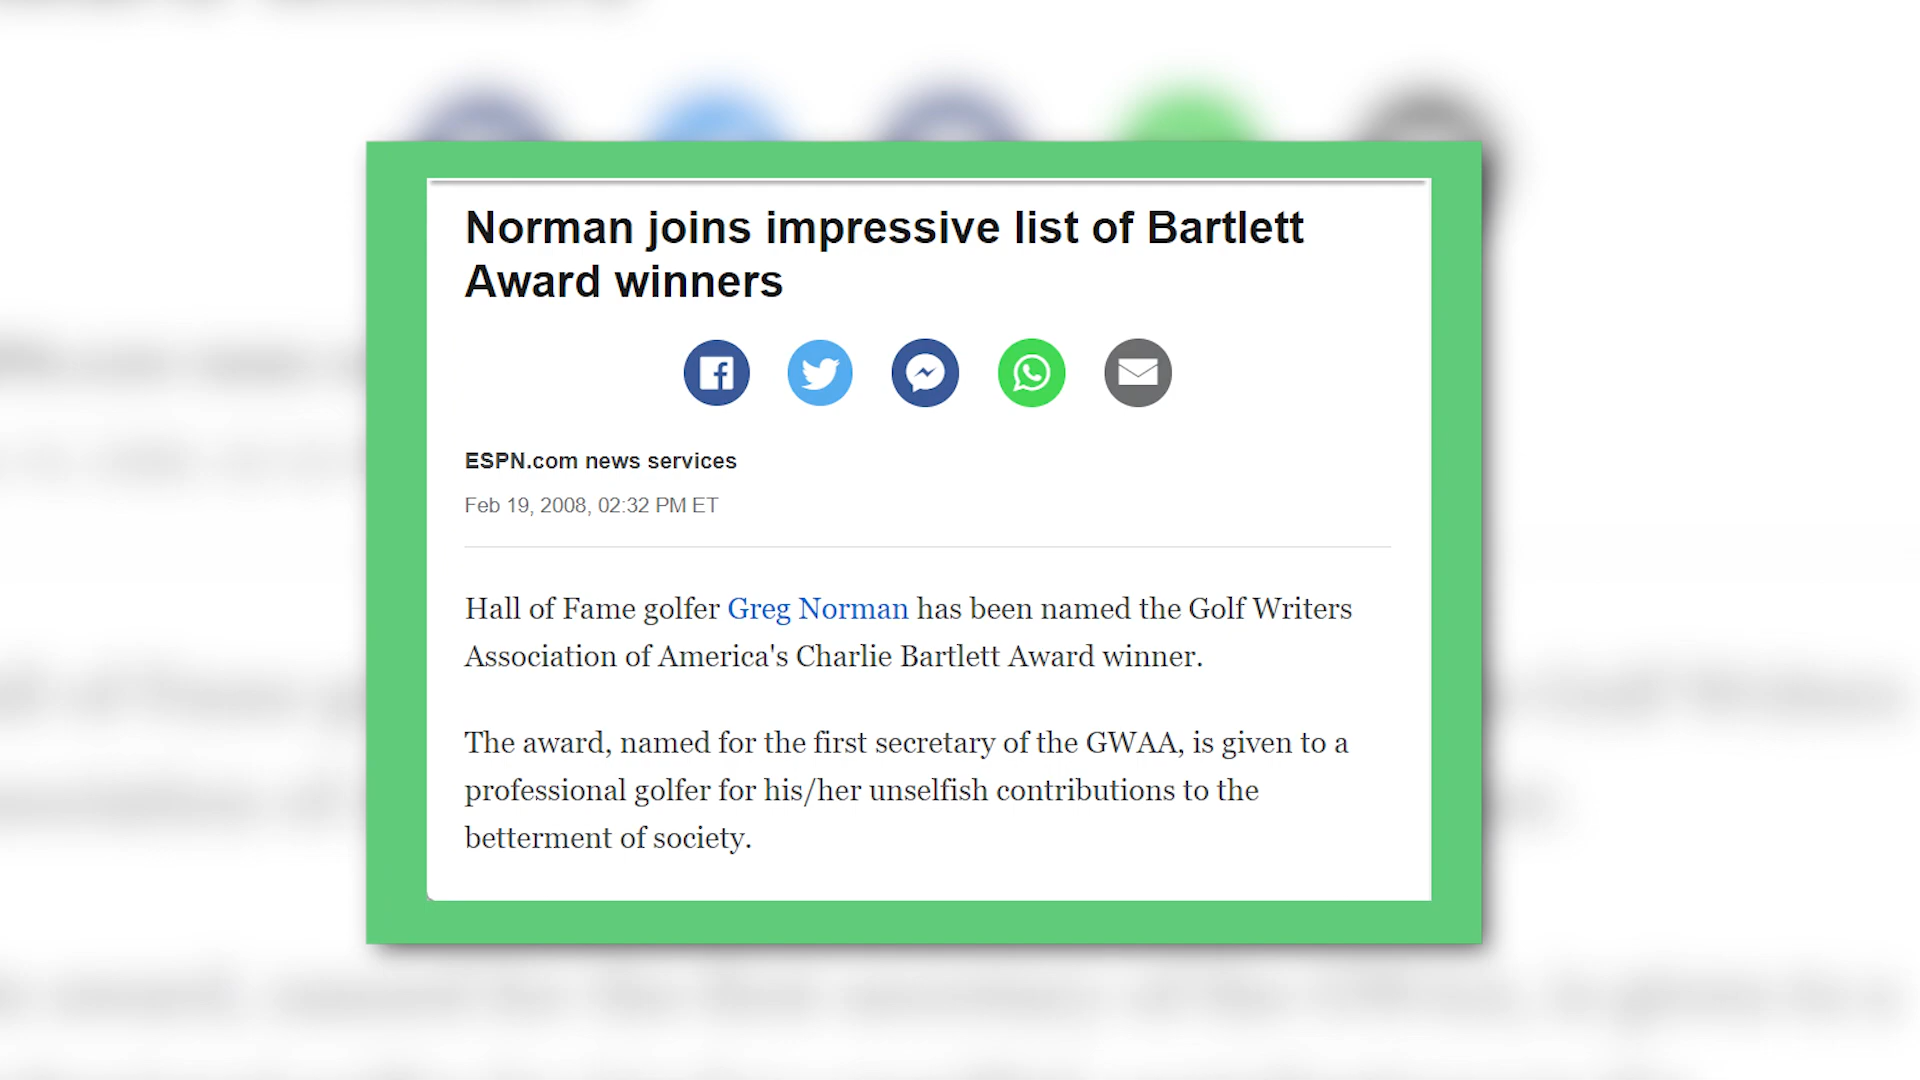 Norman joins impressive list of Bartlett
Award winners
ESPN.com news services
Feb 19, 2008, 02:32 PM ET
Hall of Fame golfer Greg Norman has been named the Golf Writers
Association of America's Charlie Bartlett Award winner.
The award, named for the first secretary of the GWAA, is given to a
professional golfer for his/her unselfish contributions to the
betterment of society.